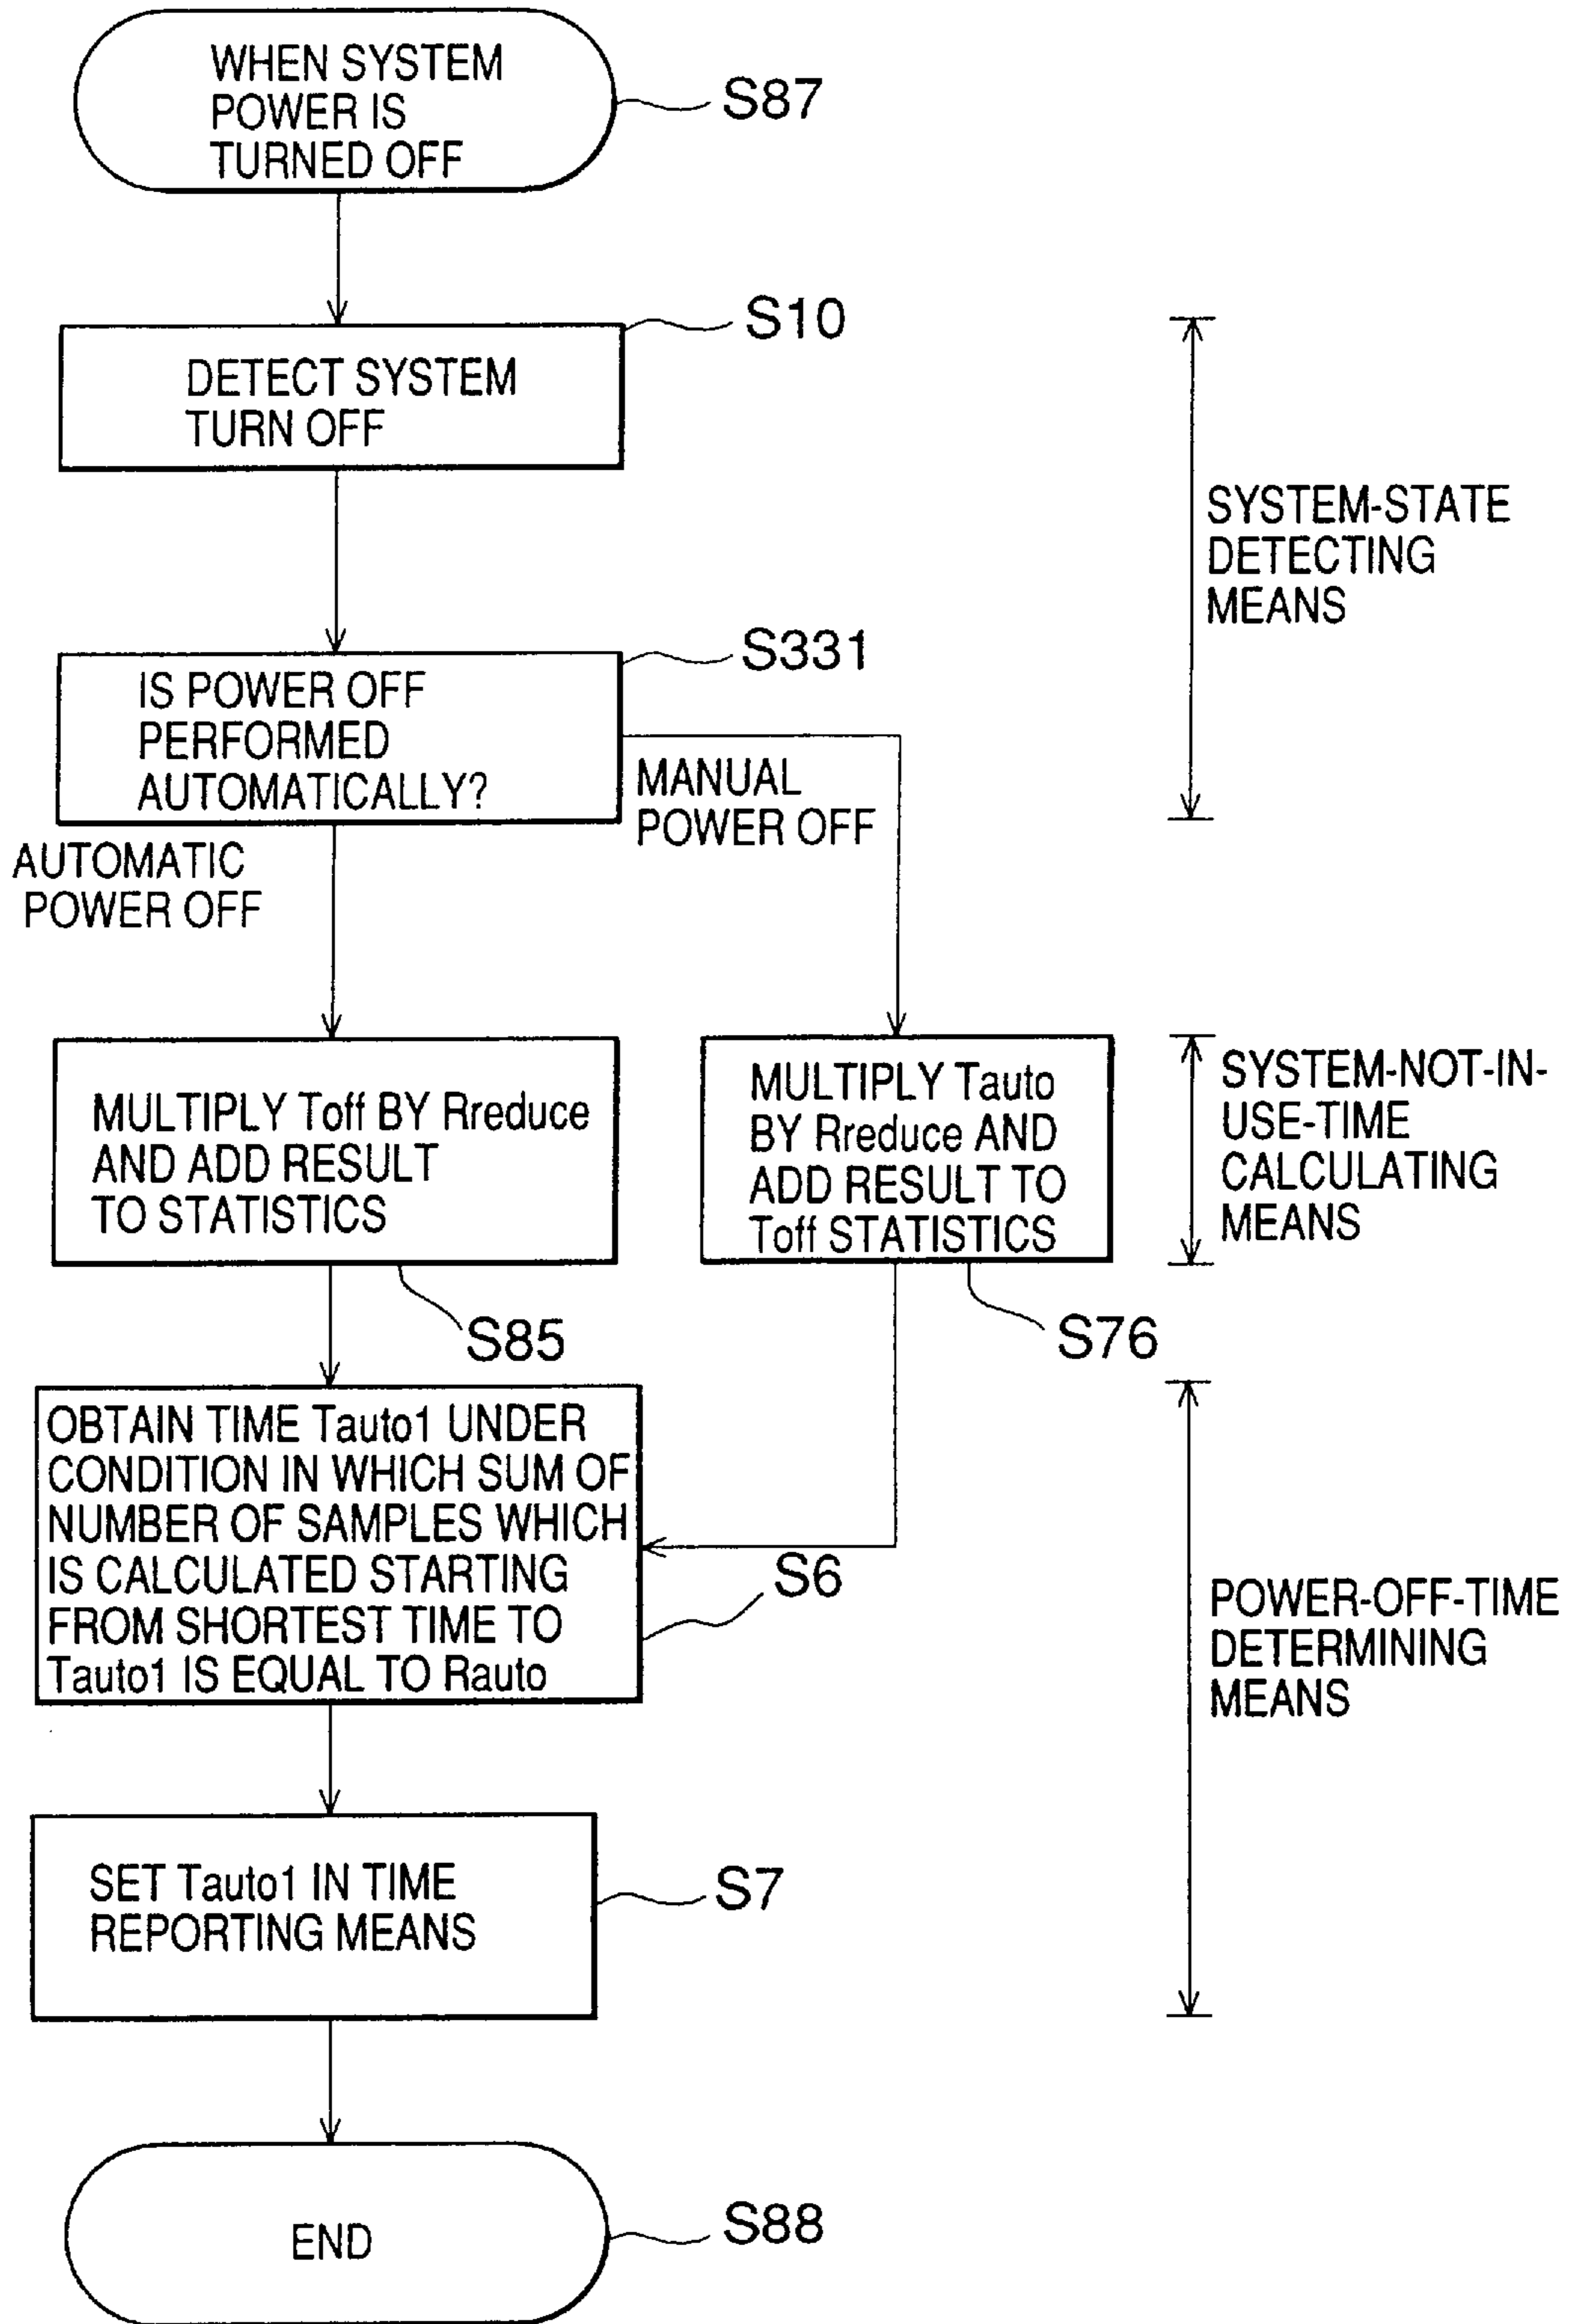 WHEN SYSTEM
POWER IS
TURNED OFF
S87
S10
DETECT SYSTEM
TURN OFF
SYSTEM-STATE
DETECTING
MEANS
S331
IS POWER OFF
PERFORMED
AUTOMATICALLY?
MANUAL
POWER OFF
AUTOMATIC
POWER OFF
MULTIPLY Toff BY Rreduce
AND ADD RESULT
TO STATISTICS
S85
MULTIPLY Tauto
BY Rreduce AND
ADD RESULT TO
Toff STATISTICS
S76
SYSTEM-NOT-IN-
USE-TIME
CALCULATING
MEANS
OBTAIN TIME Tauto1 UNDER
CONDITION IN WHICH SUM OF
NUMBER OF SAMPLES WHICH
IS CALCULATED STARTING
FROM SHORTEST TIME TO
Tauto1 IS EQUAL TO Rauto
S6
POWER-OFF-TIME
DETERMINING
MEANS
SET Tauto1 IN TIME
REPORTING MEANS
S7
END
S88